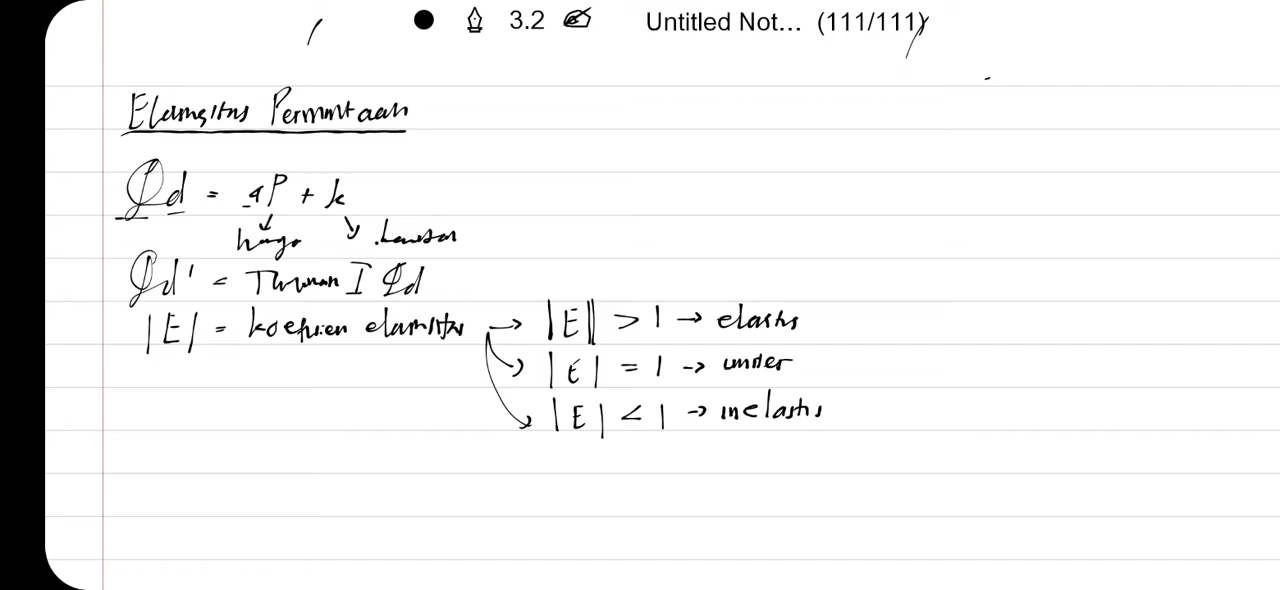 3.2 Untitled Not... (111/111)
Elastisitas Permintaan
Qd = aP + k
harga konstan
Qd' = Turunan I Qd
|E| = koefisien elastisitas → |E| > 1 → elastis
|E| = 1 → uniter
|E| < 1 → inelastis